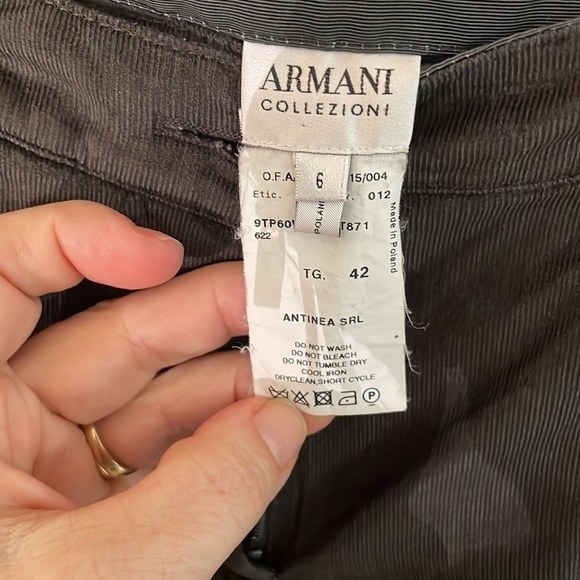 ARMANI
COLLEZIONI
6
O.F.A 15/004
Etic. 012
POLAN
9TP60 T871
622
Made in Poland
TG. 42
ANTINEA SRL
DO NOT WASH
DO NOT BLEACH
DO NOT TUMBLE DRY
COOL IRON
DRYCLEAN,SHORT CYCLE
P